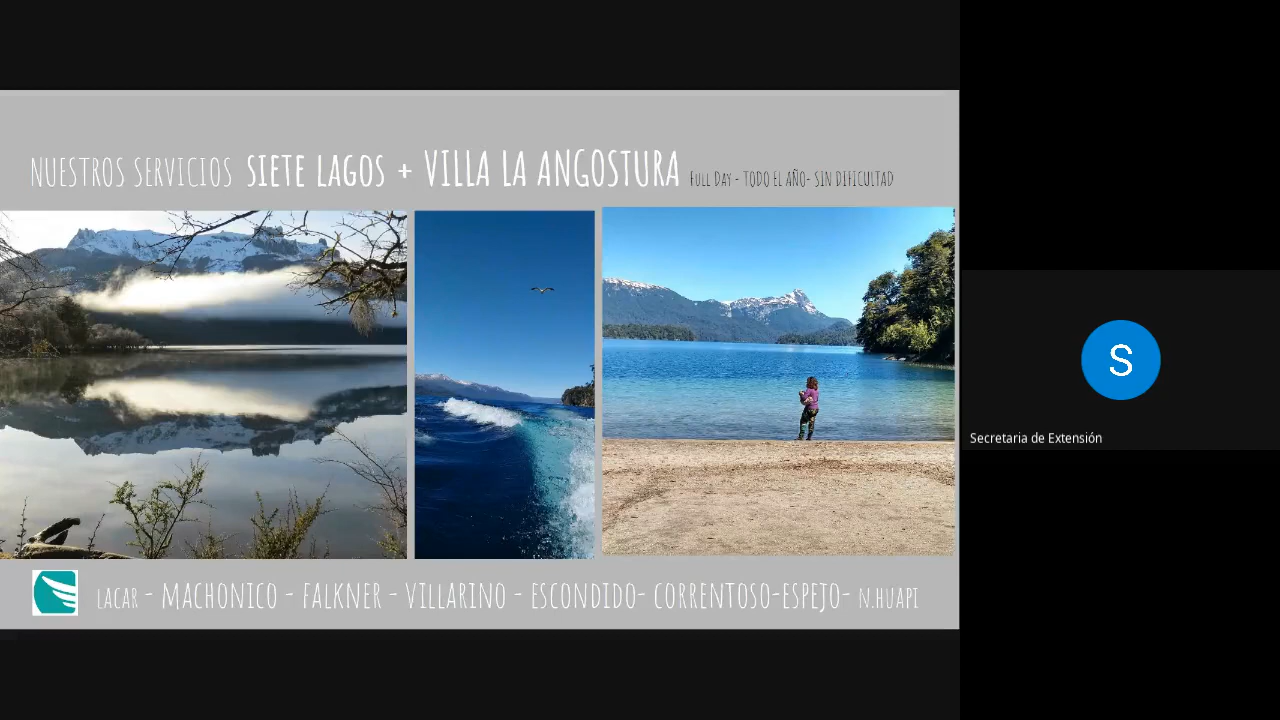 NUESTROS SERVICIOS SIETE LAGOS + VILLA LA ANGOSTURA FULL DAY - TODO EL AÑO- SIN DIFICULTAD
S
Secretaria de Extensión
LACAR - MACHONICO - FALKNER - VILLARINO - ESCONDIDO- CORRENTOSO-ESPEJO- N.HUAPI